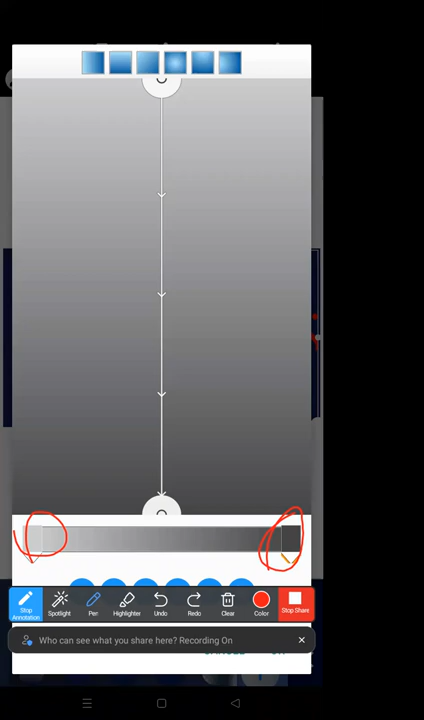 Stop Annotation
Spotlight
Pen
Highlighter
Undo
Redo
Clear
Color
Stop Share
Who can see what you share here? Recording On